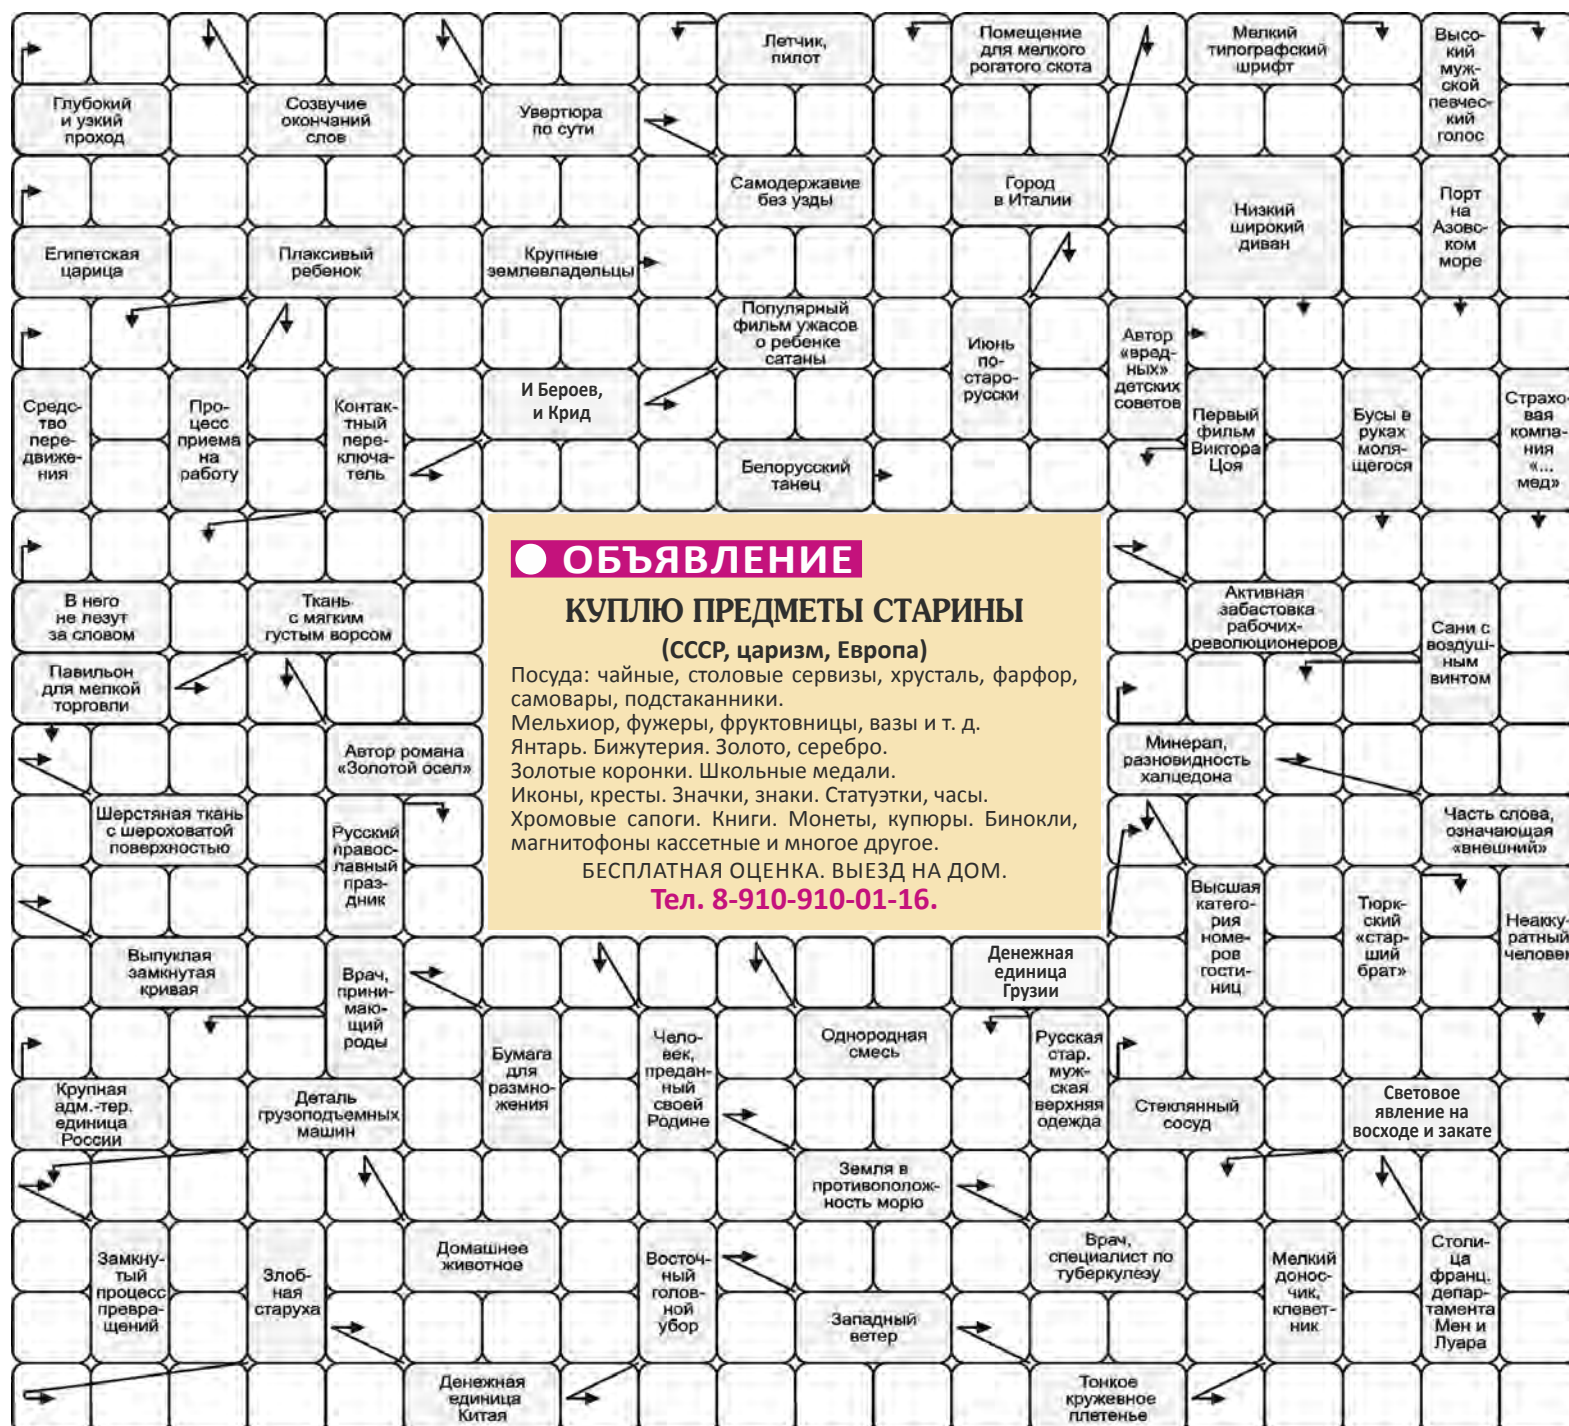 Летчик,
пилот
Помещение
для мелкого
рогатого скота
Мелкий
типографский
шрифт
Высо-
кий
муж-
ской
певчес-
кий
голос
Глубокий
и узкий
проход
Созвучие
окончаний
слов
Увертюра
по сути
Самодержавие
без узды
Город
в Италии
Низкий
широкий
диван
Порт
на
Азовс-
ком
море
Египетская
царица
Плаксивый
ребенок
Крупные
землевладельцы
Популярный
фильм ужасов
о ребенке
сатаны
Июнь
по-
старо-
русски
Автор
«вред-
ных»
детских
советов
Средс-
тво
пере-
движе-
ния
Про-
цесс
приема
на
работу
Контак-
тный
пере-
ключа-
тель
И Бероев,
и Крид
Первый
фильм
Виктора
Цоя
Бусы в
руках
моля-
щегося
Страхо-
вая
компа-
ния
«...
мед»
Белорусский
танец
В него
не лезут
за словом
Ткань
с мягким
густым ворсом
Активная
забастовка
рабочих-
революционеров
Сани с
воздуш-
ным
винтом
Павильон
для мелкой
торговли
Автор романа
«Золотой осел»
Минерал,
разновидность
халцедона
Шерстяная ткань
с шероховатой
поверхностью
Русский
правос-
лавный
праз-
дник
Часть слова,
означающая
«внешний»
● ОБЪЯВЛЕНИЕ
КУПЛЮ ПРЕДМЕТЫ СТАРИНЫ
(СССР, царизм, Европа)
Посуда: чайные, столовые сервизы, хрусталь, фарфор,
самовары, подстаканники.
Мельхиор, фужеры, фруктовницы, вазы и т. д.
Янтарь. Бижутерия. Золото, серебро.
Золотые коронки. Школьные медали.
Иконы, кресты. Значки, знаки. Статуэтки, часы.
Хромовые сапоги. Книги. Монеты, купюры. Бинокли,
магнитофоны кассетные и многое другое.
БЕСПЛАТНАЯ ОЦЕНКА. ВЫЕЗД НА ДОМ.
Тел. 8-910-910-01-16.
Высшая
катего-
рия
номе-
ров
гости-
ниц
Тюрк-
ский
«стар-
ший
брат»
Неакку-
ратный
человек
Выпуклая
замкнутая
кривая
Врач,
прини-
маю-
щий
роды
Денежная
единица
Грузии
Бумага
для
размно-
жения
Чело-
век,
предан-
ный
своей
Родине
Однородная
смесь
Русская
стар.
муж-
ская
верхняя
одежда
Крупная
адм.-тер.
единица
России
Деталь
грузоподъемных
машин
Стеклянный
сосуд
Световое
явление на
восходе и закате
Земля в
противополож-
ность морю
Замкну-
тый
процесс
превра-
щений
Злоб-
ная
старуха
Домашнее
животное
Восточ-
ный
голов-
ной
убор
Врач,
специалист по
туберкулезу
Мелкий
донос-
чик,
клевет-
ник
Столи-
ца
франц.
депар-
тамента
Мен и
Луара
Западный
ветер
Денежная
единица
Китая
Тонкое
кружевное
плетенье